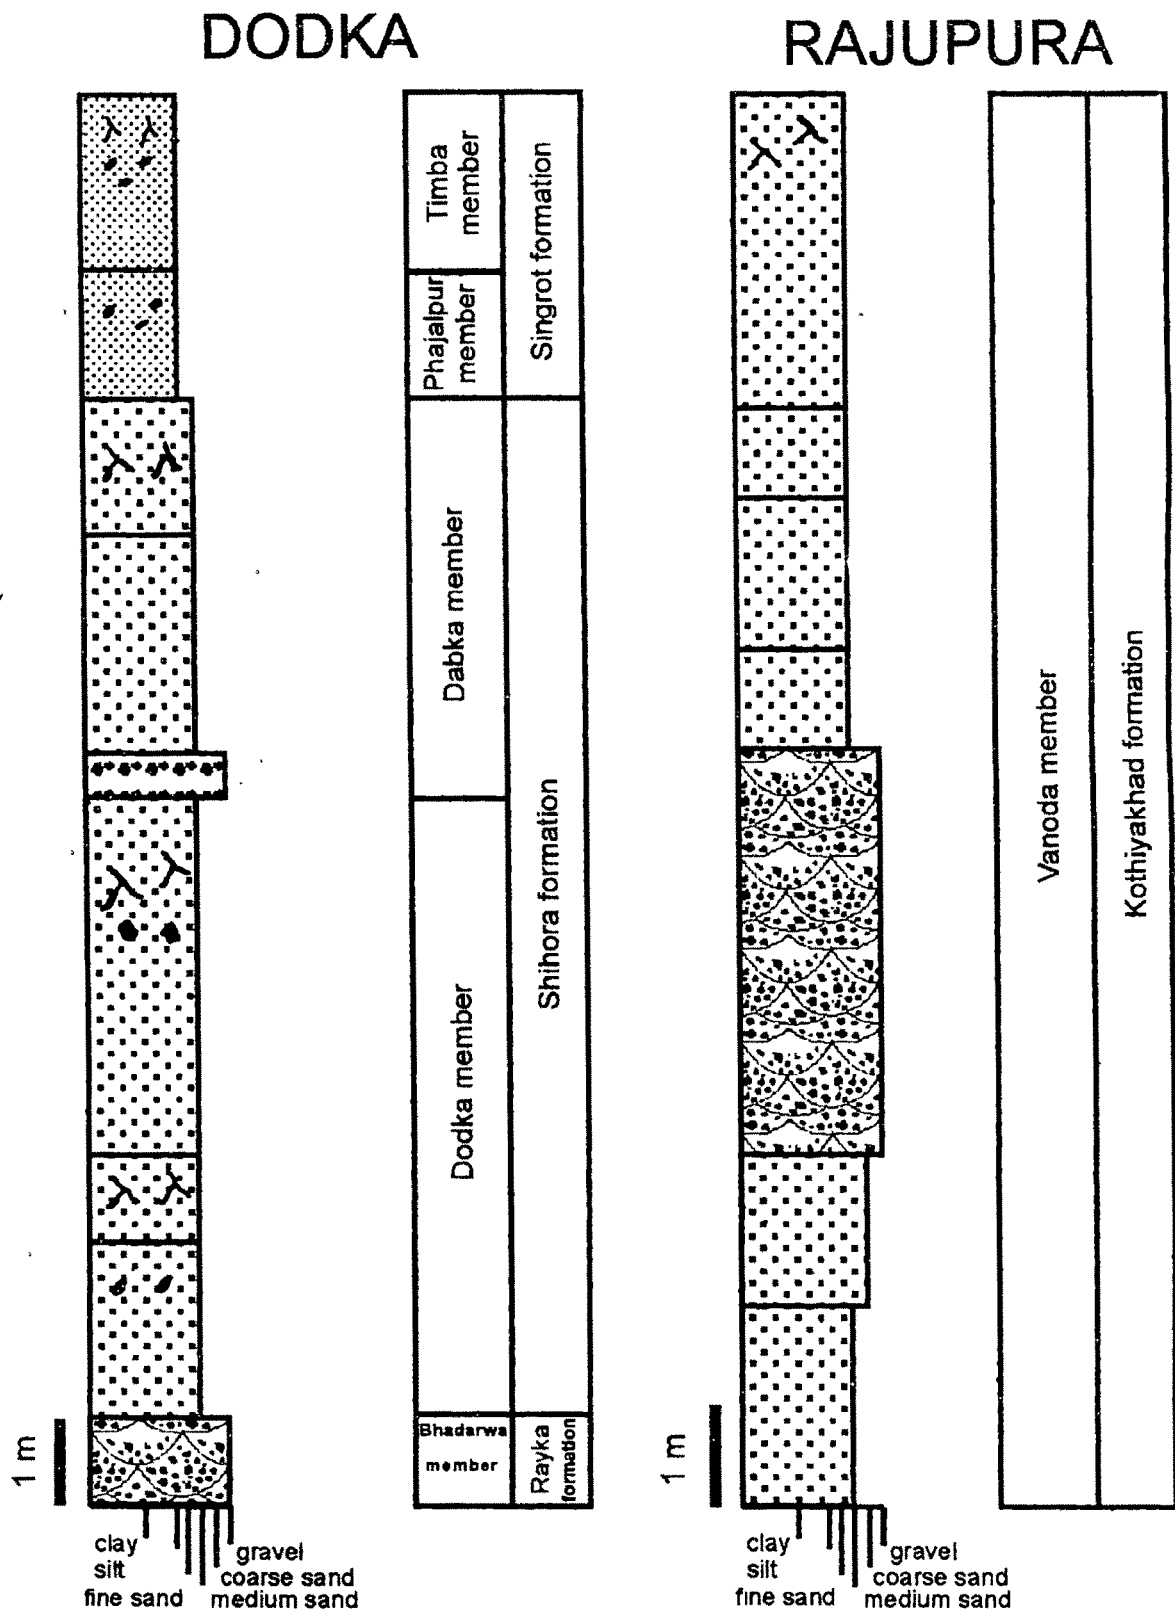 DODKA
Timba
member
Phajalpur
member
Singrot formation
Dabka member
Dodka member
Shihora formation
Bhadarwa
member
Rayka
formation
1 m
clay
silt
fine sand
gravel
coarse sand
medium sand
RAJUPURA
Vanoda member
Kothiyakhad formation
1 m
clay
silt
fine sand
gravel
coarse sand
medium sand